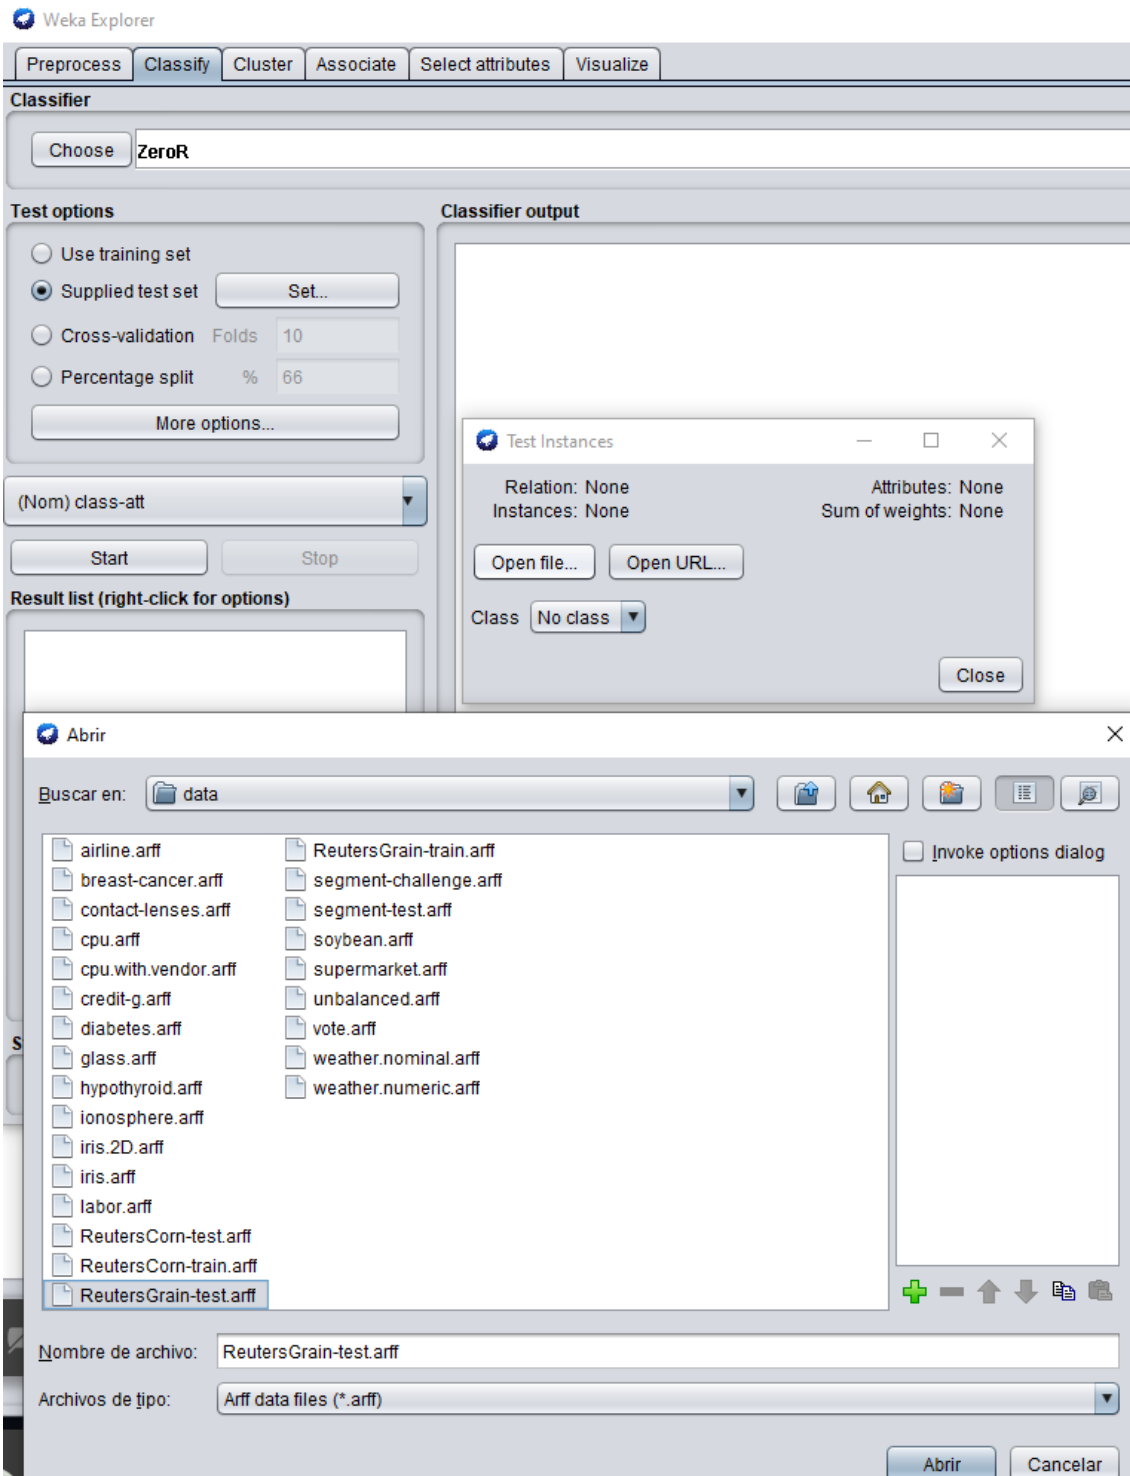 Weka Explorer
Preprocess Classify Cluster Associate Select attributes Visualize
Classifier
Choose ZeroR
Test options
Use training set
Supplied test set Set...
Cross-validation Folds 10
Percentage split % 66
More options...
(Nom) class-att
Start Stop
Result list (right-click for options)
Classifier output
Test Instances
Relation: None Attributes: None
Instances: None Sum of weights: None
Open file... Open URL...
Class No class
Close
S
Abrir
Buscar en: data
airline.arff
breast-cancer.arff
contact-lenses.arff
cpu.arff
cpu.with.vendor.arff
credit-g.arff
diabetes.arff
glass.arff
hypothyroid.arff
ionosphere.arff
iris.2D.arff
iris.arff
labor.arff
ReutersCorn-test.arff
ReutersCorn-train.arff
ReutersGrain-test.arff
ReutersGrain-train.arff
segment-challenge.arff
segment-test.arff
soybean.arff
supermarket.arff
unbalanced.arff
vote.arff
weather.nominal.arff
weather.numeric.arff
Invoke options dialog
Nombre de archivo: ReutersGrain-test.arff
Archivos de tipo: Arff data files (*.arff)
Abrir Cancelar